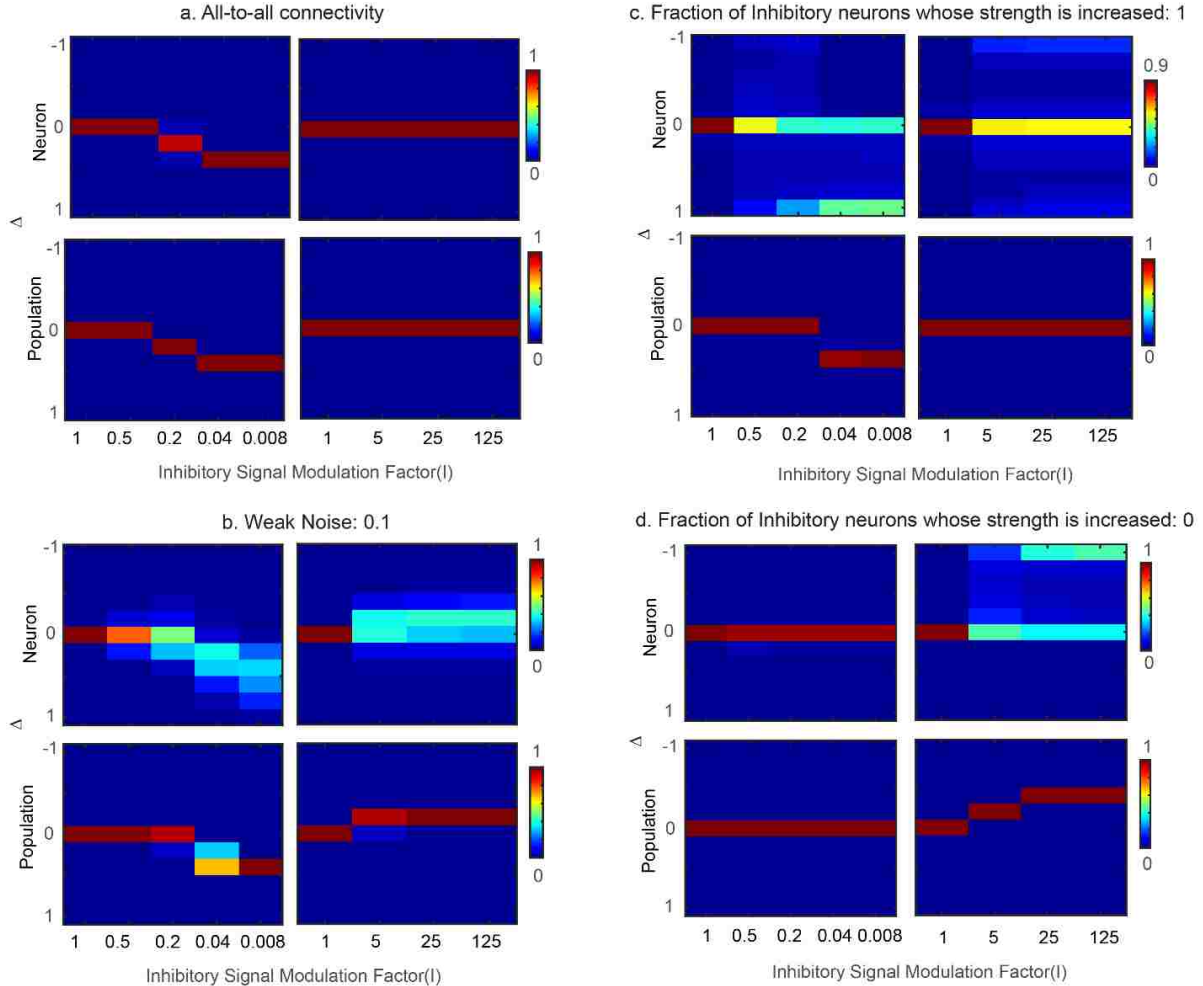 a. All-to-all connectivity
-1
Neuron
0
1
1
0
Δ
-1
Population
0
1
1
0
1 0.5 0.2 0.04 0.008
1 5 25 125
Inhibitory Signal Modulation Factor(I)
b. Weak Noise: 0.1
-1
Neuron
0
1
1
0
Δ
-1
Population
0
1
1
0
1 0.5 0.2 0.04 0.008
1 5 25 125
Inhibitory Signal Modulation Factor(I)
c. Fraction of Inhibitory neurons whose strength is increased: 1
-1
Neuron
0
1
0.9
0
Δ
-1
Population
0
1
1
0
1 0.5 0.2 0.04 0.008
1 5 25 125
Inhibitory Signal Modulation Factor(I)
d. Fraction of Inhibitory neurons whose strength is increased: 0
-1
Neuron
0
1
1
0
Δ
-1
Population
0
1
1
0
1 0.5 0.2 0.04 0.008
1 5 25 125
Inhibitory Signal Modulation Factor(I)